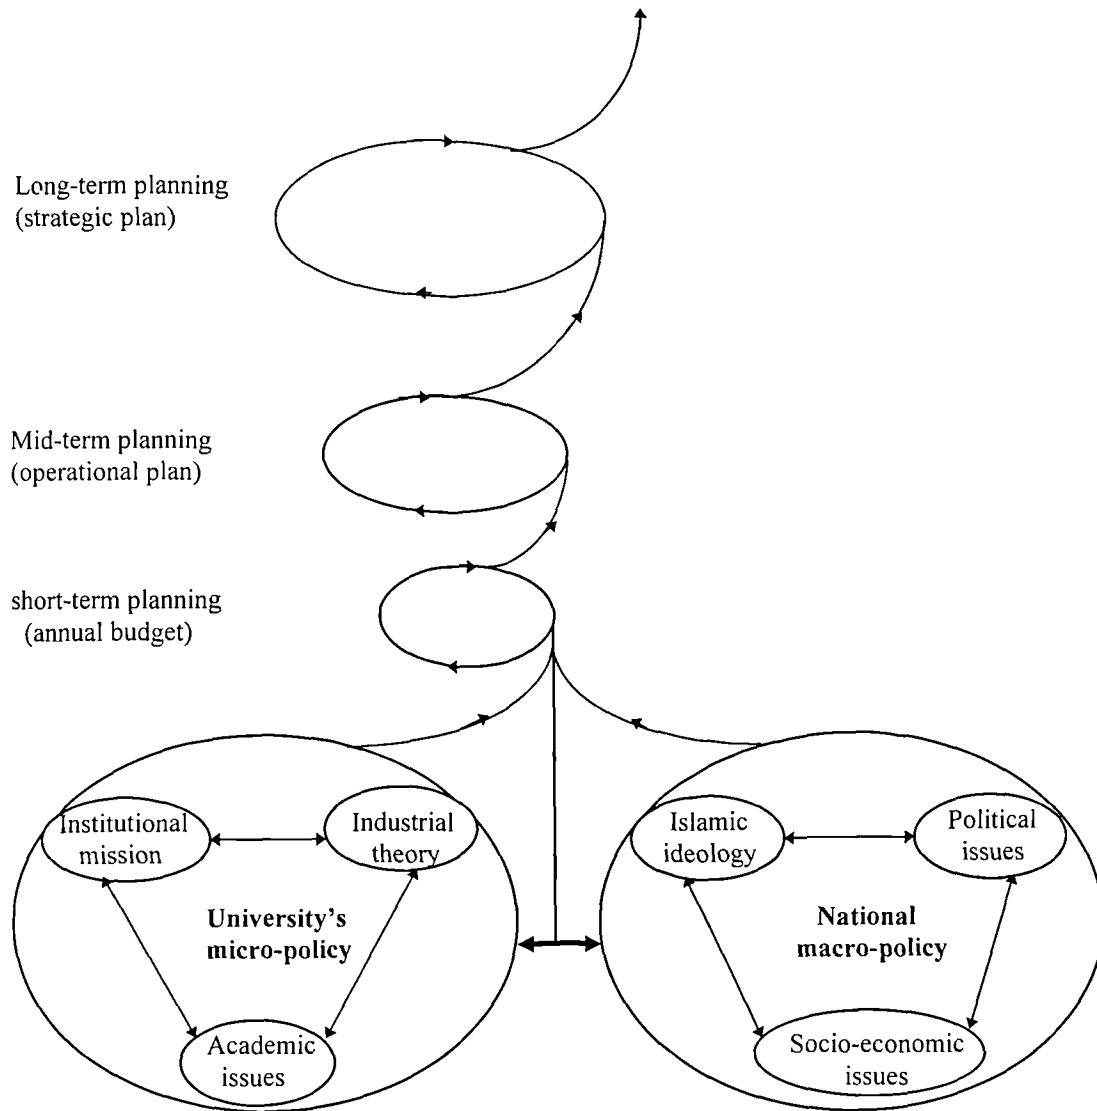 Long-term planning
(strategic plan)
Mid-term planning
(operational plan)
short-term planning
(annual budget)
Institutional
mission
Industrial
theory
University's
micro-policy
Academic
issues
Islamic
ideology
Political
issues
National
macro-policy
Socio-economic
issues